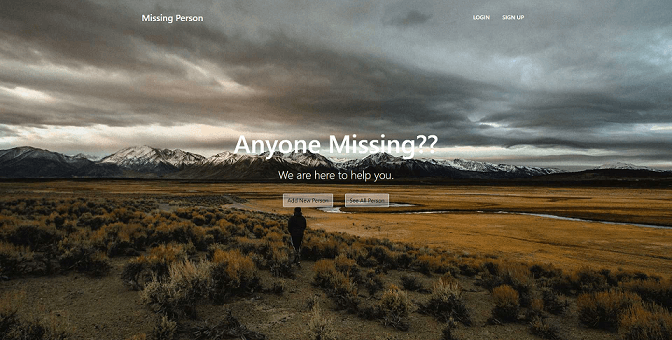 Missing Person LOGIN SIGN UP
Anyone Missing??
We are here to help you.
Add New Person See All Person